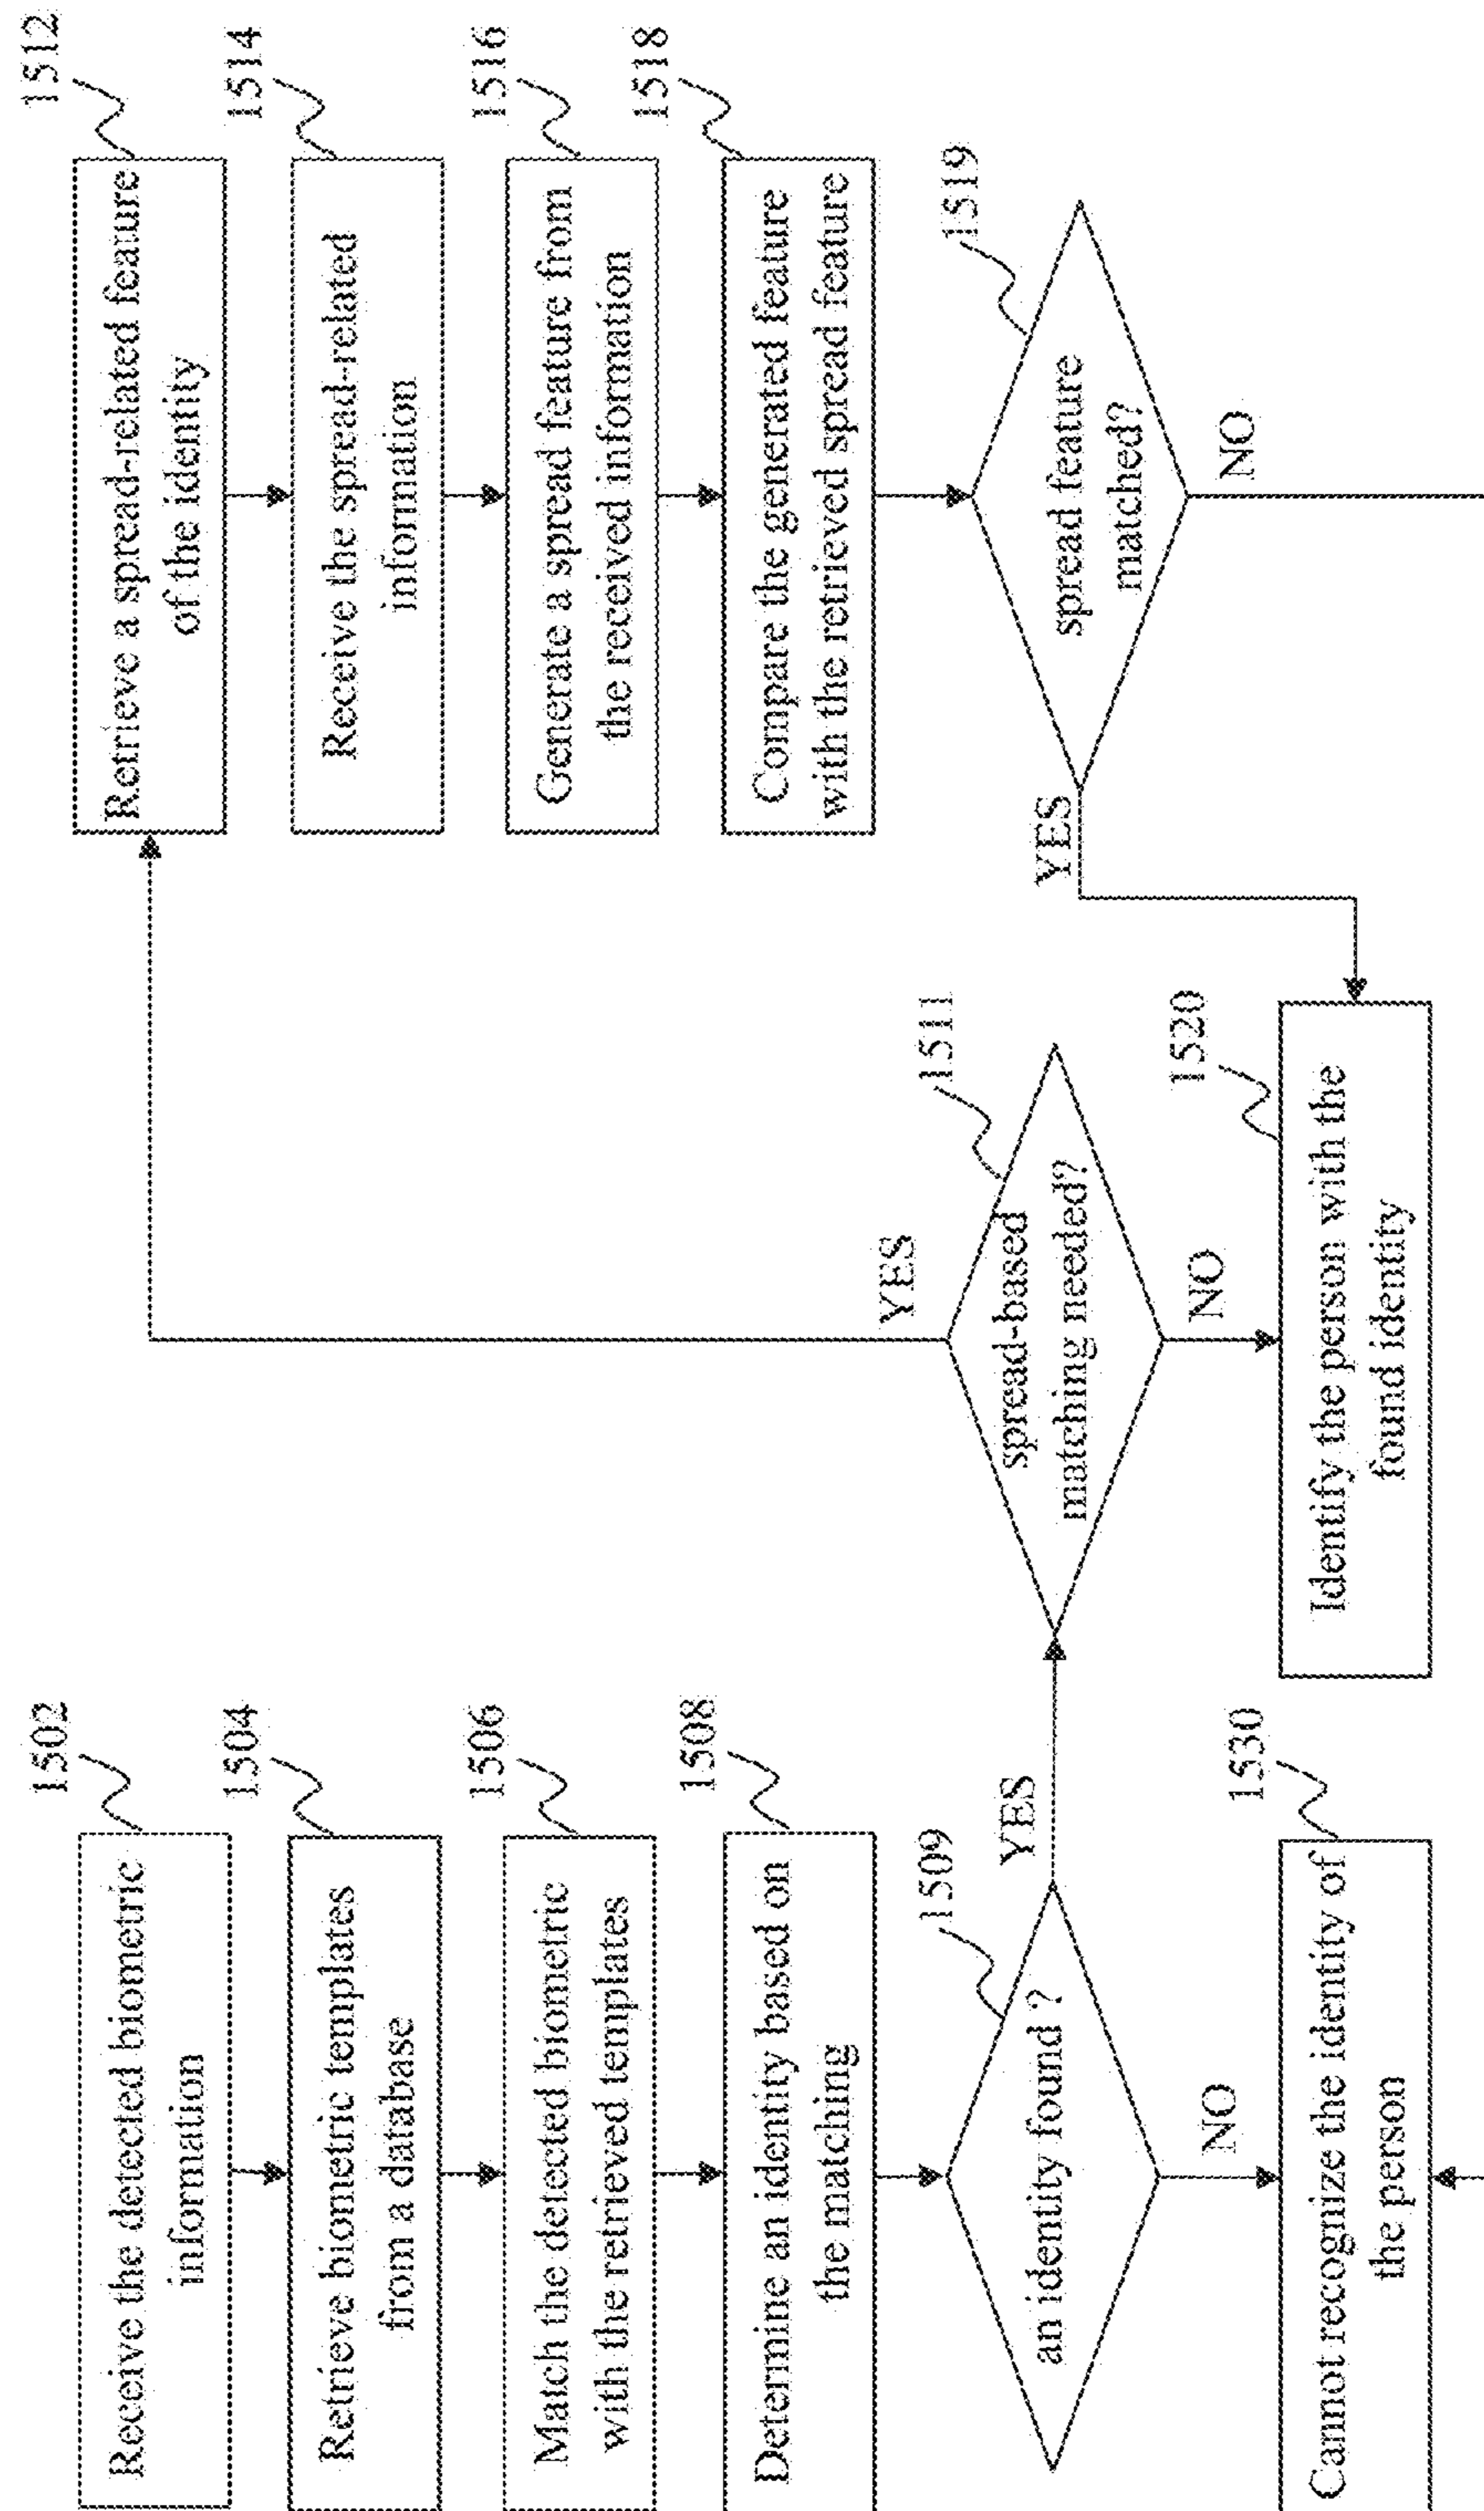 1502
Receive the detected biometric
information
1504
Retrieve biometric templates
from a database
1506
Match the detected biometric
with the retrieved templates
1508
Determine an identity based on
the matching
1509
an identity found ?
YES
NO
1530
Cannot recognize the identity of
the person
1511
spread-based
matching needed?
YES
NO
1520
Identify the person with the
found identity
1512
Retrieve a spread-related feature
of the identity
1514
Receive the spread-related
information
1516
Generate a spread feature from
the received information
1518
Compare the generated feature
with the retrieved spread feature
1519
spread feature
matched?
YES
NO